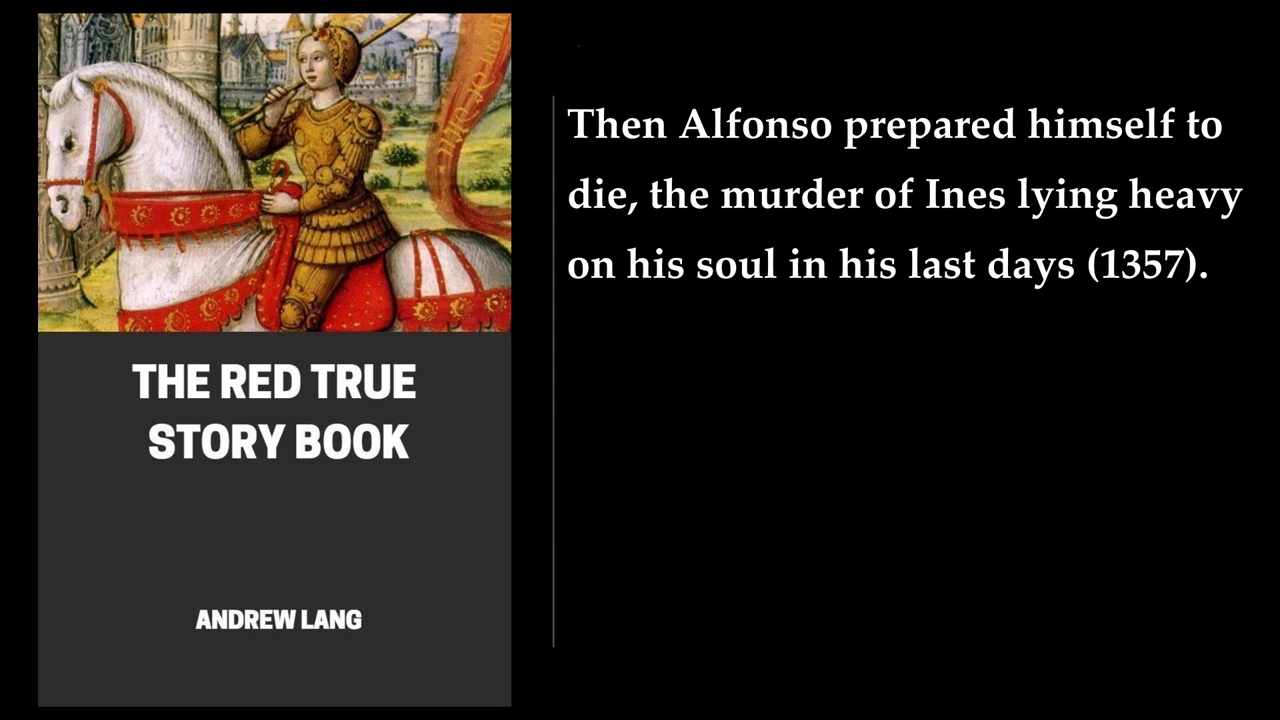 THE RED TRUE
STORY BOOK
ANDREW LANG
Then Alfonso prepared himself to
die, the murder of Ines lying heavy
on his soul in his last days (1357).